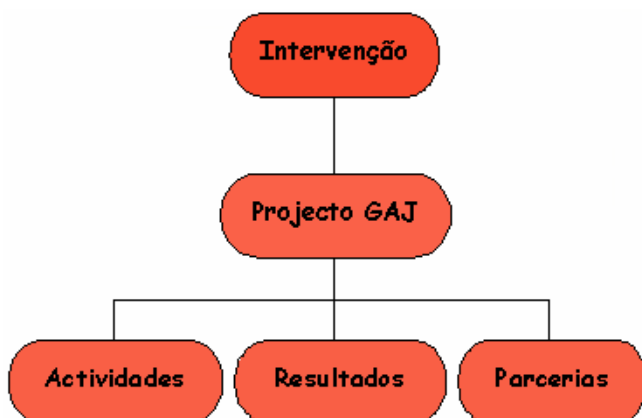 Intervenção
Projecto GAJ
Actividades
Resultados
Parcerias